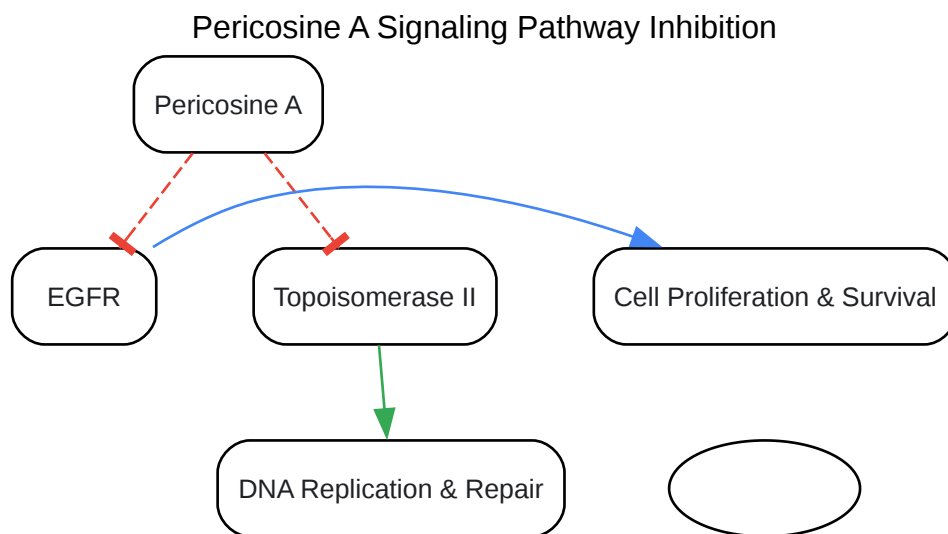 Pericosine A Signaling Pathway Inhibition
Pericosine A
EGFR
Topoisomerase II
Cell Proliferation & Survival
DNA Replication & Repair